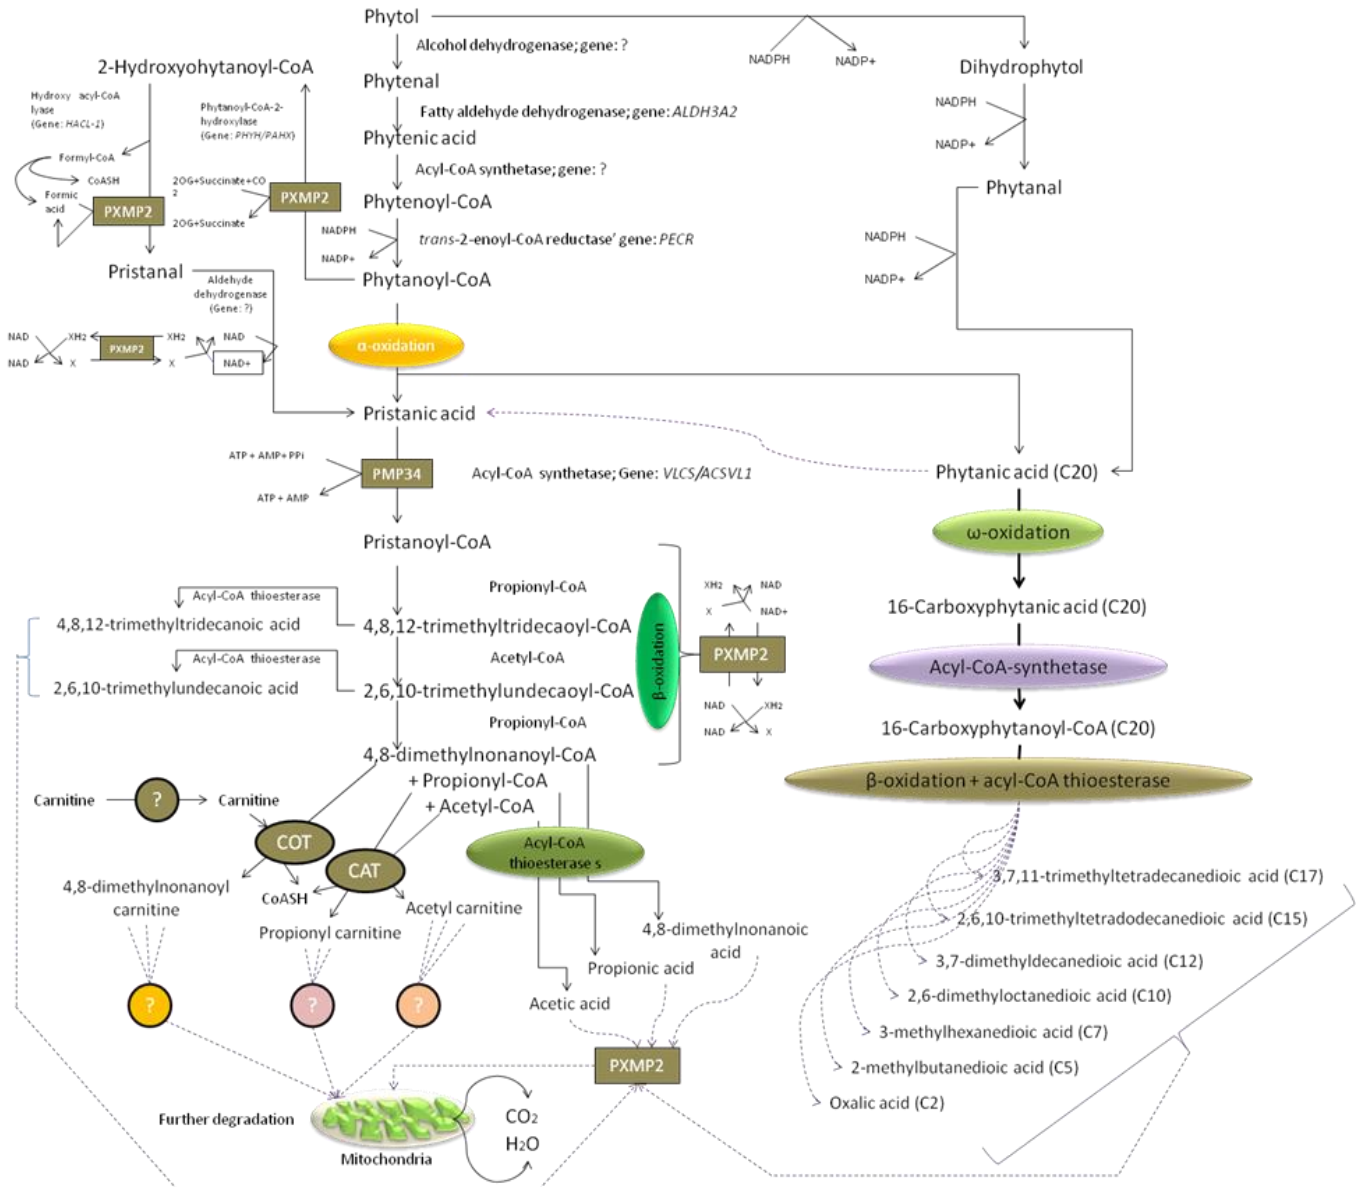 Phytol
Alcohol dehydrogenase; gene: ?
NADPH
NADP+
2-Hydroxyohytanoyl-CoA
Phytenal
Dihydrophytol
Hydroxy acyl-CoA
lyase
(Gene: HACL-1)
Phytanoyl-CoA-2-
hydroxylase
(Gene: PHYH/PAHX)
Fatty aldehyde dehydrogenase; gene: ALDH3A2
NADPH
NADP+
Phytenic acid
Formyl-CoA
CoASH
Formic
acid
PXMP2
2OG+Succinate+CO
2
PXMP2
2OG+Succinate
Acyl-CoA synthetase; gene: ?
Phytanal
Phytenoyl-CoA
NADPH
NADP+
trans-2-enoyl-CoA reductase' gene: PECR
NADPH
NADP+
Pristanal
Aldehyde
dehydrogenase
(Gene: ?)
Phytanoyl-CoA
NAD
NAD
XH2
X
PXMP2
XH2
X
NAD
NAD+
α-oxidation
Pristanic acid
ATP + AMP+PPi
PMP34
ATP + AMP
Acyl-CoA synthetase; Gene: VLCS/ACSVL1
Phytanic acid (C20)
ω-oxidation
Pristanoyl-CoA
Propionyl-CoA
XH2
NAD
X
NAD+
16-Carboxyphytanic acid (C20)
Acyl-CoA thioesterase
4,8,12-trimethyltridecanoic acid
4,8,12-trimethyltridecaoyl-CoA
β-oxidation
PXMP2
Acyl-CoA thioesterase
Acetyl-CoA
Acyl-CoA-synthetase
2,6,10-trimethylundecanoic acid
2,6,10-trimethylundecaoyl-CoA
NAD
XH2
NAD
X
Propionyl-CoA
16-Carboxyphytanoyl-CoA (C20)
4,8-dimethylnonanoyl-CoA
+ Propionyl-CoA
+ Acetyl-CoA
β-oxidation + acyl-CoA thioesterase
Carnitine
?
Carnitine
COT
CAT
Acyl-CoA
thioesterase s
4,8-dimethylnonanoyl
carnitine
CoASH
Acetyl carnitine
Propionyl carnitine
3,7,11-trimethyltetradecanedioic acid (C17)
2,6,10-trimethyltetradodecanedioic acid (C15)
4,8-dimethylnonanoic
acid
3,7-dimethyldecanedioic acid (C12)
Propionic acid
2,6-dimethyloctanedioic acid (C10)
Acetic acid
?
?
?
3-methylhexanedioic acid (C7)
PXMP2
2-methylbutanedioic acid (C5)
Oxalic acid (C2)
Further degradation
CO2
H2O
Mitochondria